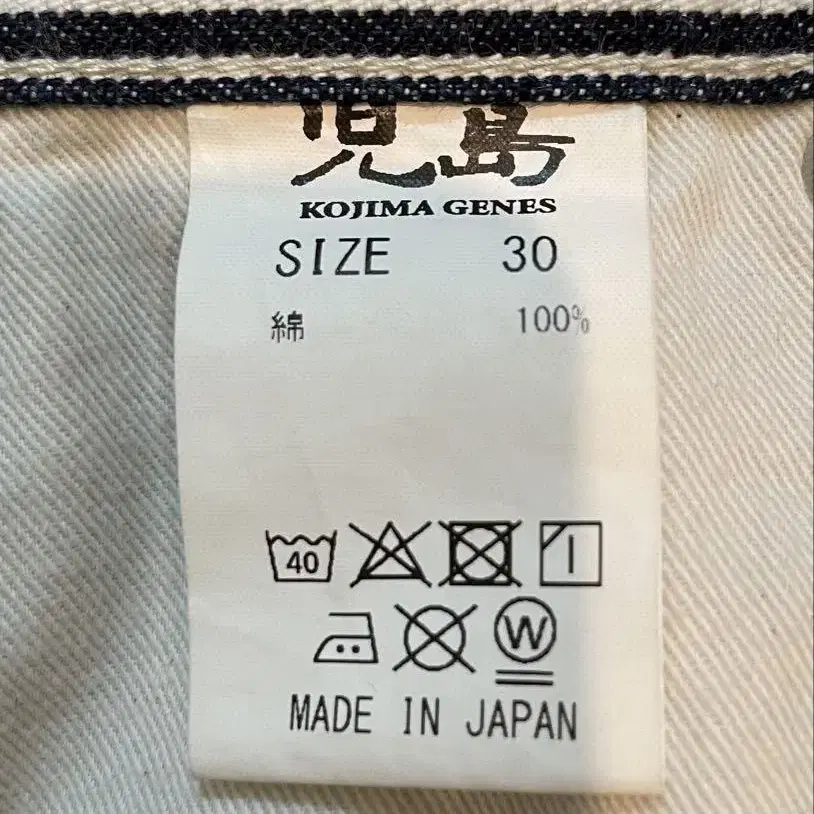 児島
KOJIMA GENES
SIZE 30
綿 100%
40
W
MADE IN JAPAN